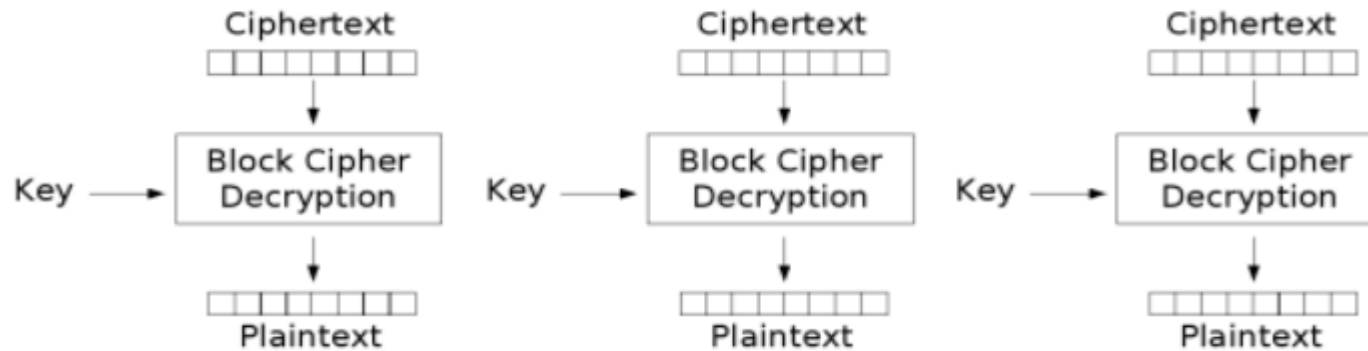 Ciphertext Ciphertext Ciphertext
Block Cipher Block Cipher Block Cipher
Key Decryption Key Decryption Key Decryption
Plaintext Plaintext Plaintext